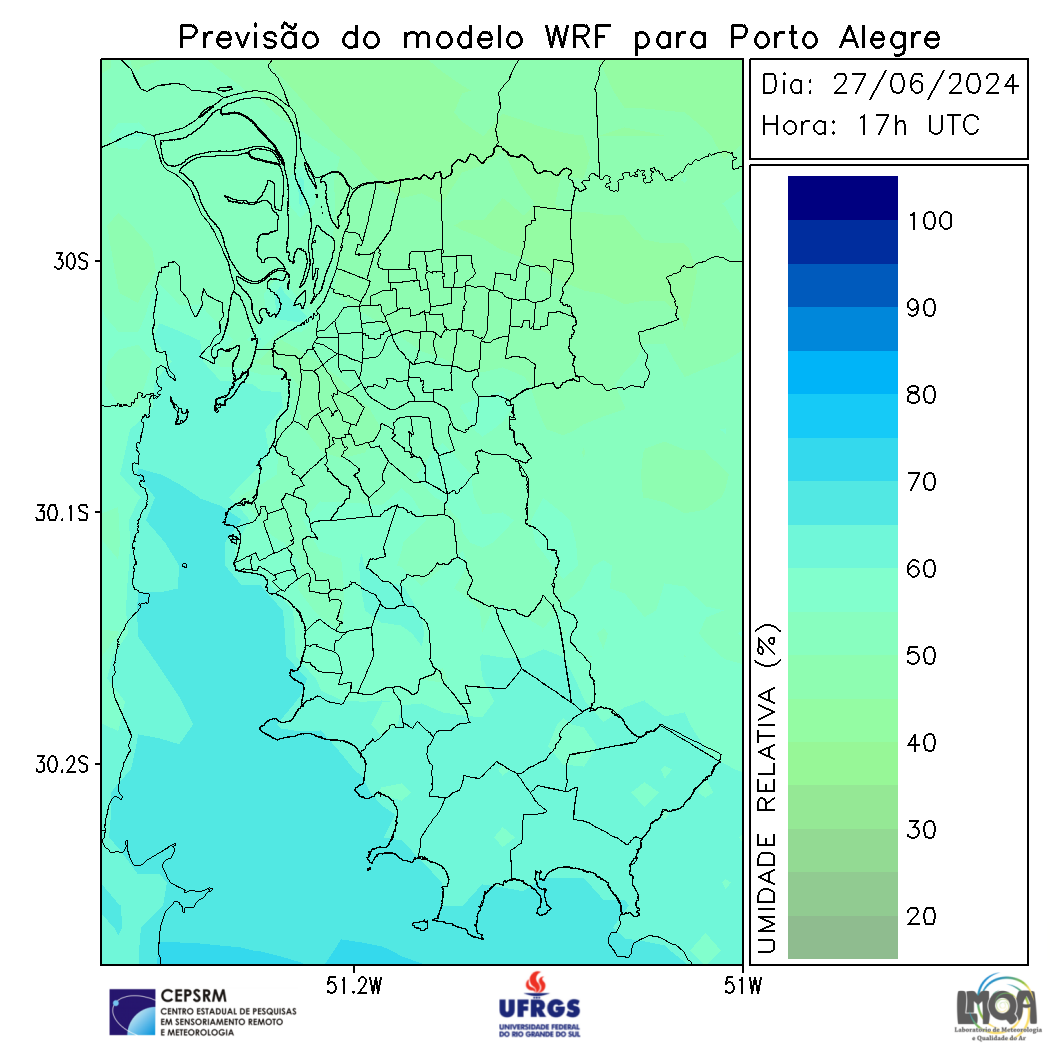 Previsão do modelo WRF para Porto Alegre
Dia: 27/06/2024
Hora: 17h UTC
30S
30.1S
30.2S
51.2W
51W
UMIDADE RELATIVA (%)
100
90
80
70
60
50
40
30
20
CEPSRM
CENTRO ESTADUAL DE PESQUISAS
EM SENSORIAMENTO REMOTO
E METEOROLOGIA
UFRGS
UNIVERSIDADE FEDERAL
DO RIO GRANDE DO SUL
LMQA
Laboratório de Meteorologia
e Qualidade do Ar